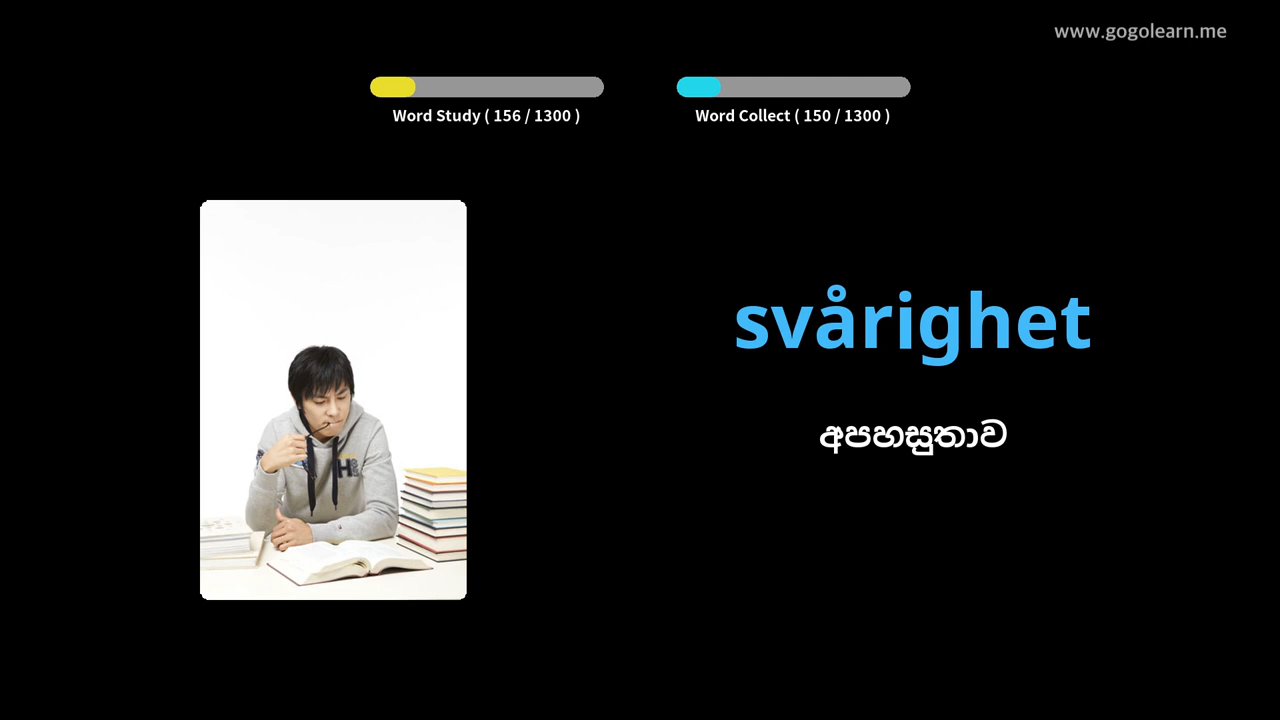 www.gogolearn.me
Word Study ( 156 / 1300 )
Word Collect ( 150 / 1300 )
svårighet
අපහසුතාව
H